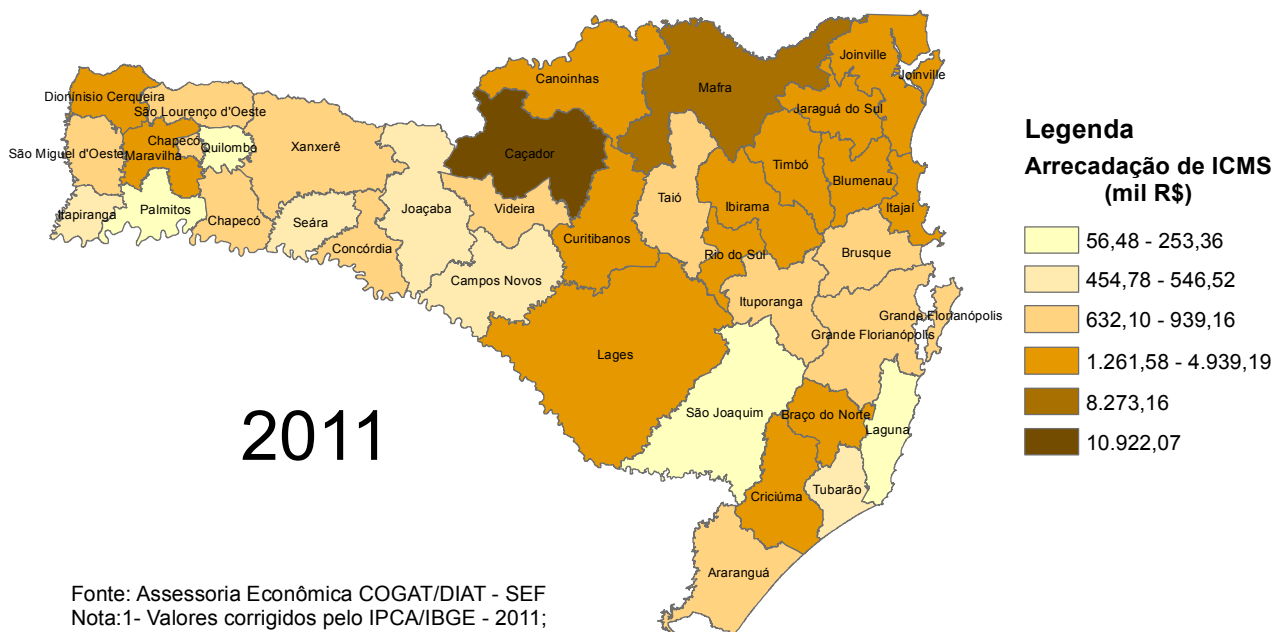 Joinville
Canoinhas
Mafra
Joinville
Dionínisio Cerqueira
São Lourenço d'Oeste
Jaraguá do Sul
Chapecó
Quilombo
Xanxerê
Caçador
São Miguel d'Oeste
Maravilha
Timbó
Blumenau
Itapiranga
Palmitos
Chapecó
Seára
Joaçaba
Videira
Taió
Ibirama
Itajaí
Concórdia
Curitibanos
Rio do Sul
Brusque
Campos Novos
Ituporanga
Grande Florianópolis
Grande Florianópolis
Lages
São Joaquim
Braço do Norte
Laguna
Criciúma
Tubarão
Araranguá
2011
Legenda
Arrecadação de ICMS
(mil R$)
56,48 - 253,36
454,78 - 546,52
632,10 - 939,16
1.261,58 - 4.939,19
8.273,16
10.922,07
Fonte: Assessoria Econômica COGAT/DIAT - SEF
Nota:1- Valores corrigidos pelo IPCA/IBGE - 2011;